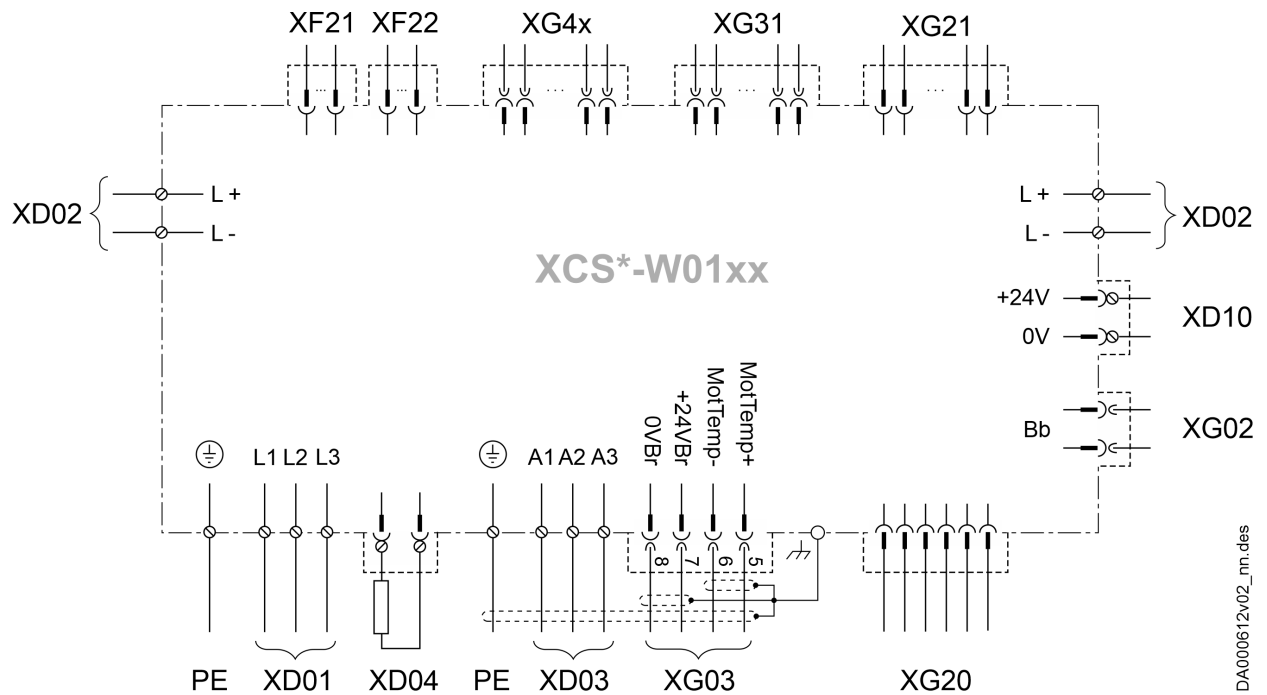 XF21 XF22 XG4x XG31 XG21
... ... ... ... ...
XD02 L + L + XD02
L - L -
XCS*-W01xx
+24V XD10
0V
Bb XG02
L1 L2 L3 A1 A2 A3 0VBr +24VBr MotTemp- MotTemp+
8 7 6 5
PE XD01 XD04 PE XD03 XG03 XG20
DA000612v02_nn.des